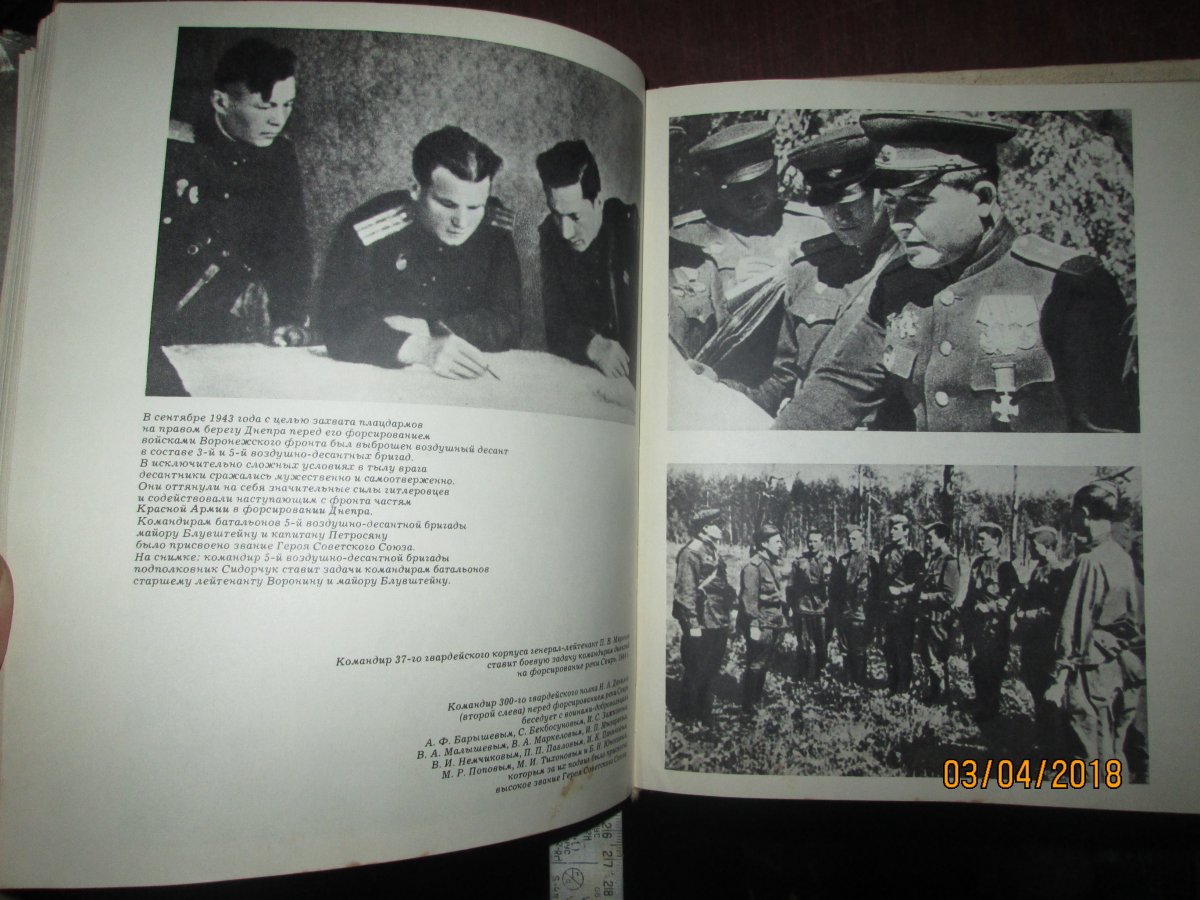 В сентябре 1943 года с целью захвата плацдармов
на правом берегу Днепра перед его форсированием
войсками Воронежского фронта был выброшен воздушный десант
в составе 3-й и 5-й воздушно-десантных бригад.
В исключительно сложных условиях в тылу врага
десантники сражались мужественно и самоотверженно.
Они оттянули на себя значительные силы гитлеровцев
и содействовали наступающим с фронта частям
Красной Армии в форсировании Днепра.
Командирам батальонов 5-й воздушно-десантной бригады
майору Блувштейну и капитану Петросяну
было присвоено звание Героя Советского Союза.
На снимке: командир 5-й воздушно-десантной бригады
подполковник Сидорчук ставит задачи командирам батальонов
старшему лейтенанту Воронину и майору Блувштейну.
Командир 37-го гвардейского корпуса генерал-лейтенант П. В.
ставит боевую задачу командирам
на форсирование реки Свирь.
Командир 300-го гвардейского полка Н. А.
(второй слева) перед форсированием реки Свирь
беседует с воинами-добровольцами
А. Ф. Барышевым, С. Бекбосуновым, И. С.
В. А. Малышевым, В. А. Маркеловым, И. П.
В. И. Немчиковым, П. П. Павловым, И. К.
М. Р. Поповым, М. И. Тихоновым и Б. Н.
которым за их подвиг было присвоено
высокое звание Героя Советского Союза.
03/04/2018
26 27 28